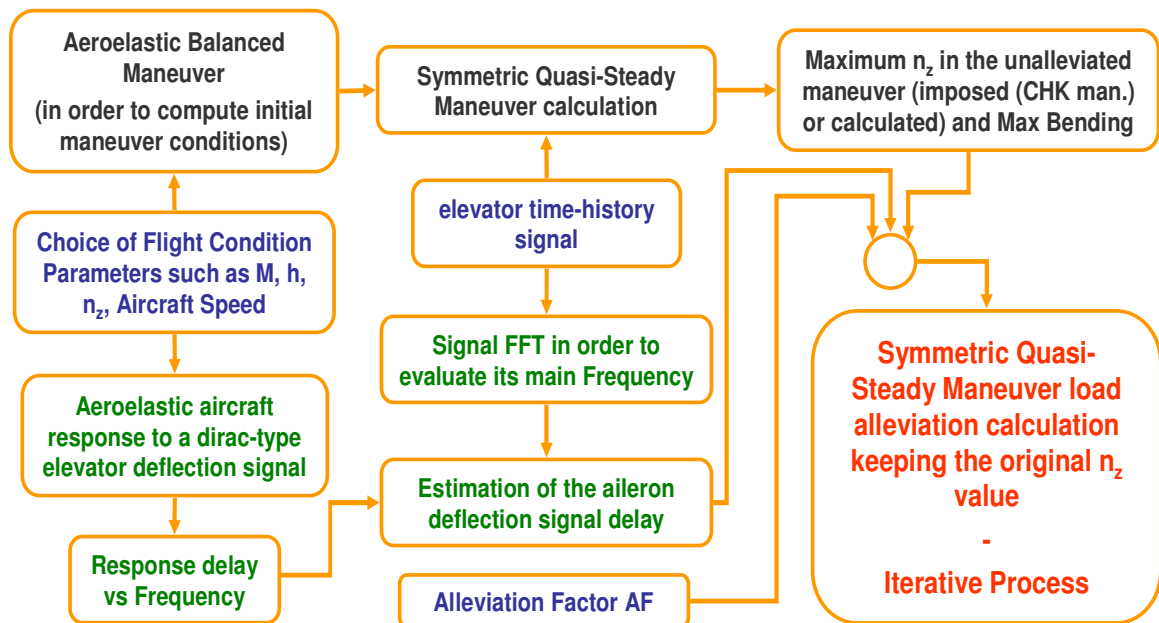 Aeroelastic Balanced
Maneuver
(in order to compute initial
maneuver conditions)
Symmetric Quasi-Steady
Maneuver calculation
Maximum nz in the unalleviated
maneuver (imposed (CHK man.)
or calculated) and Max Bending
Choice of Flight Condition
Parameters such as M, h,
nz, Aircraft Speed
elevator time-history
signal
Signal FFT in order to
evaluate its main Frequency
Aeroelastic aircraft
response to a dirac-type
elevator deflection signal
Estimation of the aileron
deflection signal delay
Response delay
vs Frequency
Alleviation Factor AF
Symmetric Quasi-
Steady Maneuver load
alleviation calculation
keeping the original nz
value
-
Iterative Process